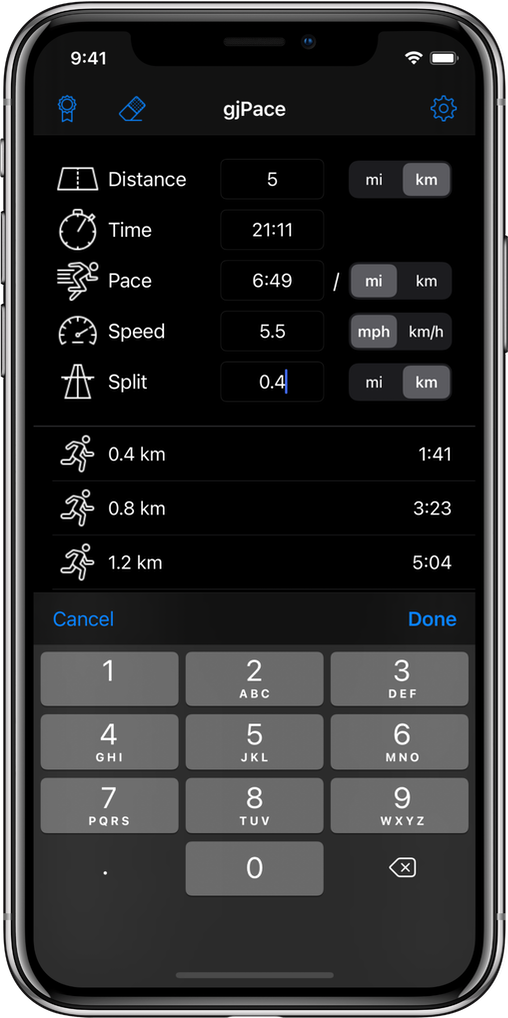 9:41
gjPace
Distance 5 mi km
Time 21:11
Pace 6:49 / mi km
Speed 5.5 mph km/h
Split 0.4 mi km
0.4 km 1:41
0.8 km 3:23
1.2 km 5:04
Cancel Done
1 2 3
ABC DEF
4 5 6
GHI JKL MNO
7 8 9
PQRS TUV WXYZ
. 0